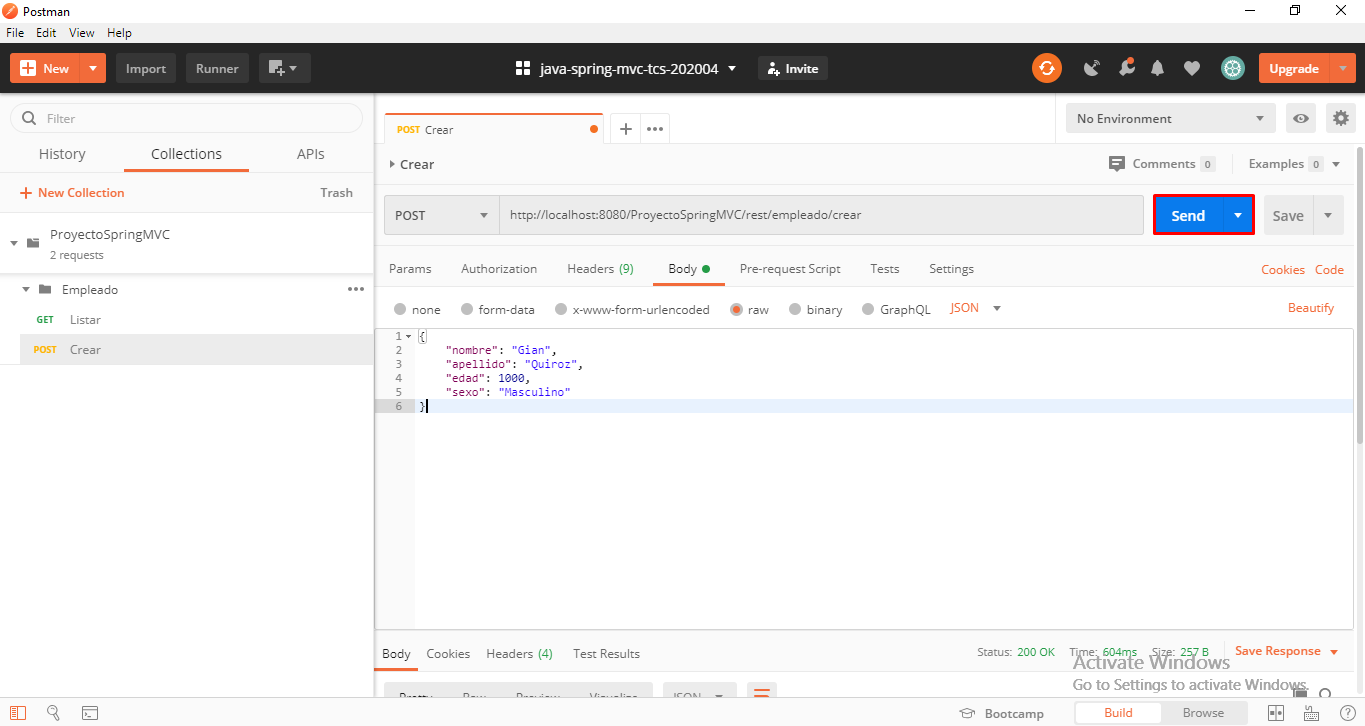 Postman
File Edit View Help
New Import Runner java-spring-mvc-tcs-202004 Invite Upgrade
Filter
History Collections APIs
New Collection Trash
ProyectoSpringMVC
2 requests
Empleado
GET Listar
POST Crear
POST Crear
No Environment
Crear
Comments 0 Examples 0
POST http://localhost:8080/ProyectoSpringMVC/rest/empleado/crear Send Save
Params Authorization Headers (9) Body Pre-request Script Tests Settings Cookies Code
none form-data x-www-form-urlencoded raw binary GraphQL JSON Beautify
1 {
2 "nombre": "Gian",
3 "apellido": "Quiroz",
4 "edad": 1000,
5 "sexo": "Masculino"
6 }
Body Cookies Headers (4) Test Results Status: 200 OK Time: 604ms Size: 257 B Save Response
Pretty Raw Preview Visualize JSON
Activate Windows
Go to Settings to activate Windows.
Bootcamp Build Browse